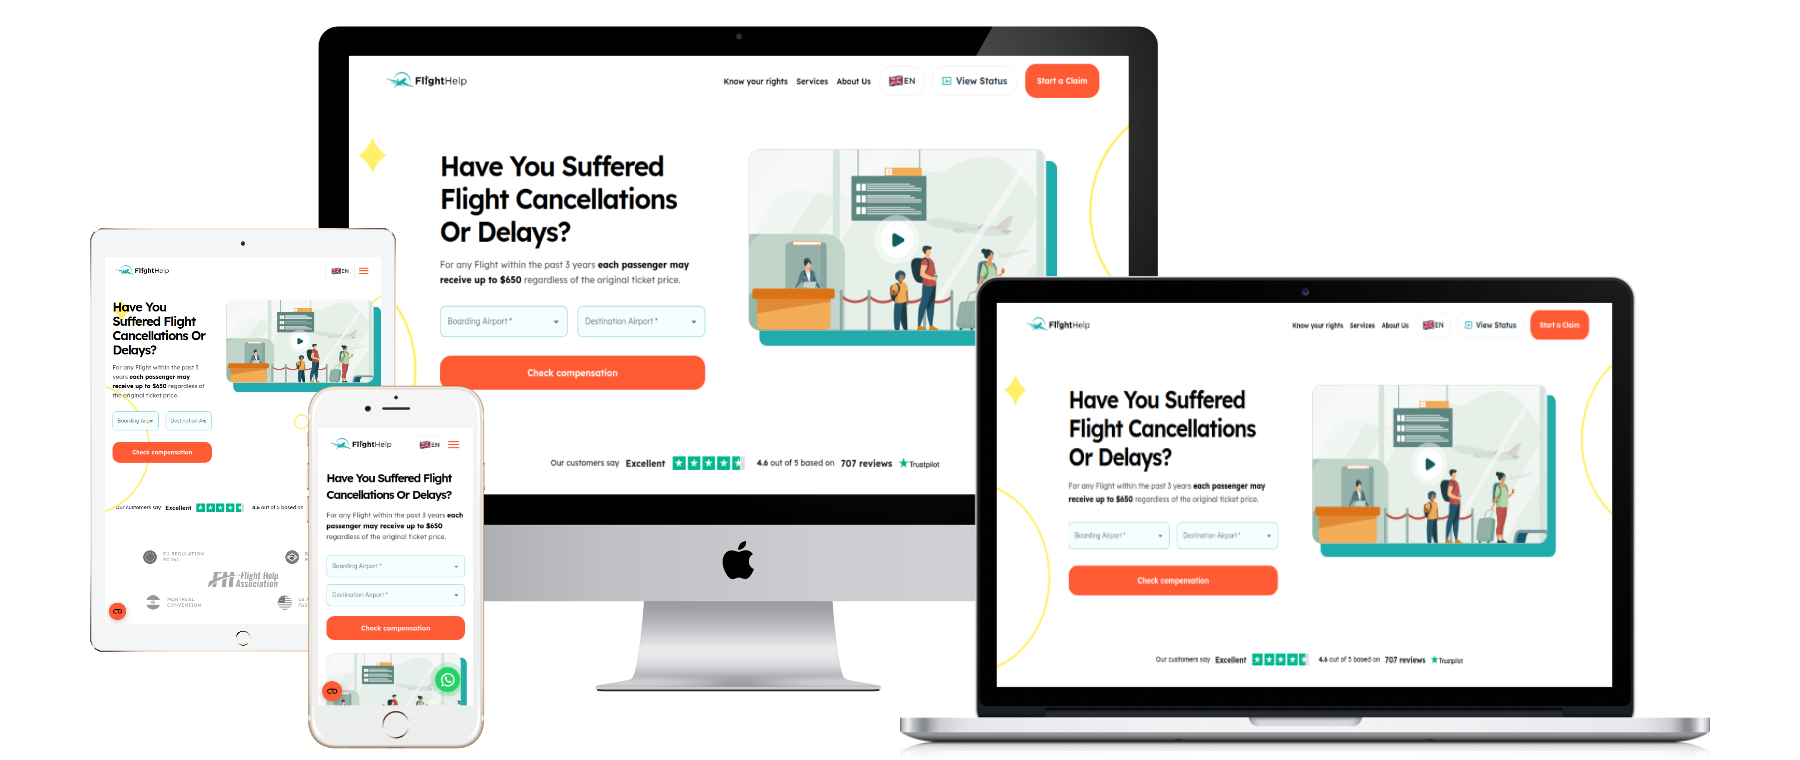 FlightHelp
Know your rights Services About Us EN View Status Start a Claim
Have You Suffered
Flight Cancellations
Or Delays?
For any Flight within the past 3 years each passenger may
receive up to $650 regardless of the original ticket price.
Boarding Airport * Destination Airport *
Check compensation
Our customers say Excellent 4.6 out of 5 based on 707 reviews Trustpilot
FlightHelp EN
Have You
Suffered Flight
Cancellations Or
Delays?
For any Flight within the past 3
years each passenger may
receive up to $650 regardless of
the original ticket price.
Boarding Airp Destination Air
Check compensation
Our customers say Excellent 4.6 out of 5 based on
EU REGULATION
EC 261
Flight Help
Association
MONTREAL
CONVENTION
US
PAS
FlightHelp EN
Have You Suffered Flight
Cancellations Or Delays?
For any Flight within the past 3 years each
passenger may receive up to $650
regardless of the original ticket price.
Boarding Airport *
Destination Airport *
Check compensation
FlightHelp
Know your rights Services About Us EN View Status Start a Claim
Have You Suffered
Flight Cancellations
Or Delays?
For any Flight within the past 3 years each passenger may
receive up to $650 regardless of the original ticket price.
Boarding Airport * Destination Airport *
Check compensation
Our customers say Excellent 4.6 out of 5 based on 707 reviews Trustpilot